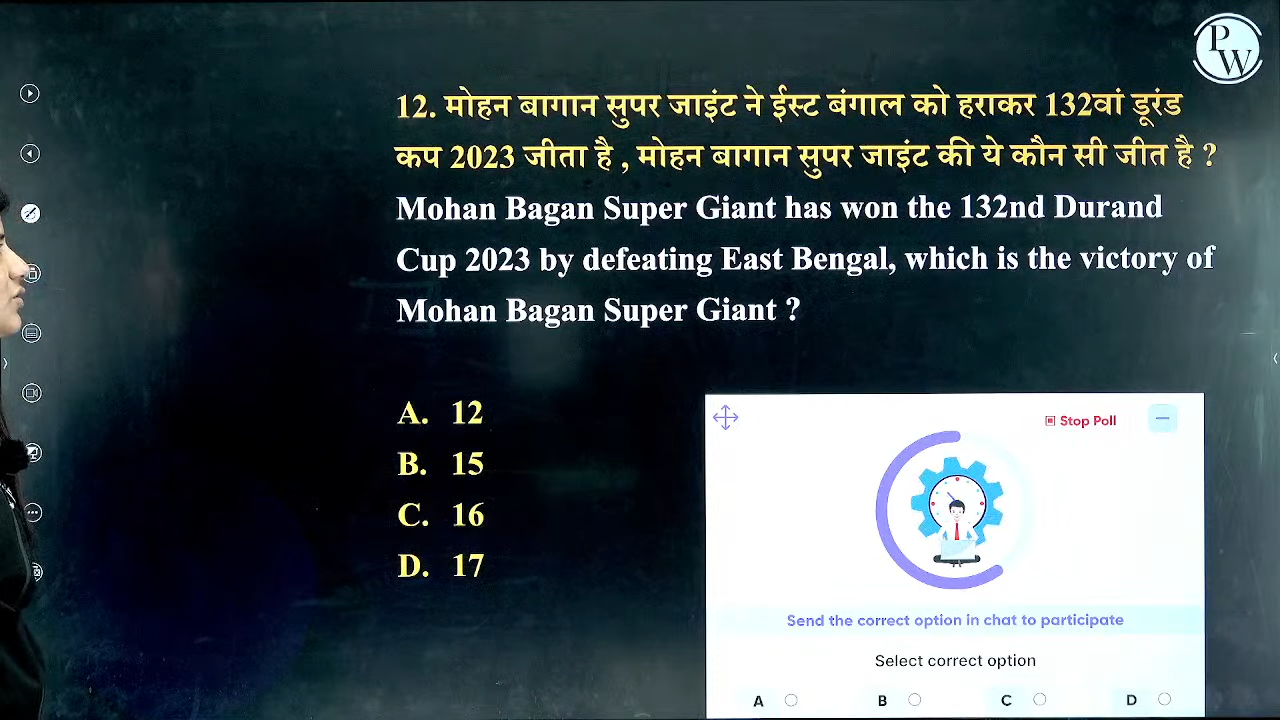 PW
12. मोहन बागान सुपर जाइंट ने ईस्ट बंगाल को हराकर 132वां डूरंड
कप 2023 जीता है , मोहन बागान सुपर जाइंट की ये कौन सी जीत है ?
Mohan Bagan Super Giant has won the 132nd Durand
Cup 2023 by defeating East Bengal, which is the victory of
Mohan Bagan Super Giant ?
A. 12
B. 15
C. 16
D. 17
Stop Poll
Send the correct option in chat to participate
Select correct option
A B C D